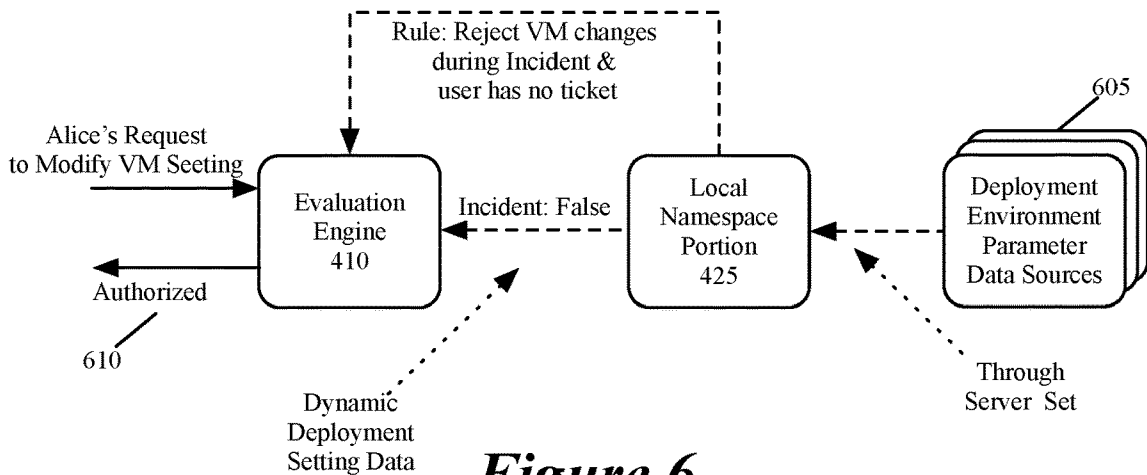 Rule: Reject VM changes
during Incident &
user has no ticket
605
Alice's Request
to Modify VM Seeting
Evaluation
Engine
410
Incident: False
Local
Namespace
Portion
425
Deployment
Environment
Parameter
Data Sources
Authorized
610
Dynamic
Deployment
Setting Data
Through
Server Set
Figure 6